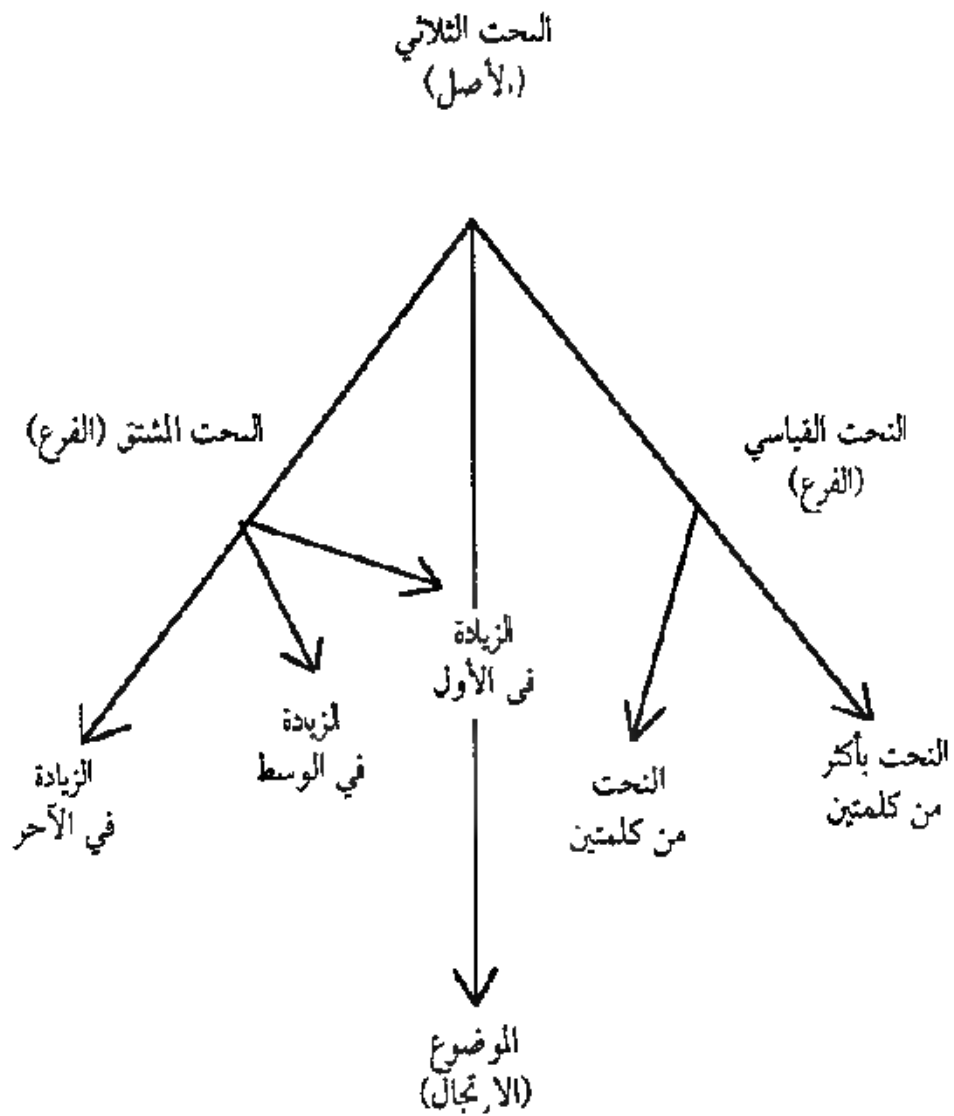 النحت الثلاثي
(الأصل)
النحت القياسي
(الفرع)
النحت المشتق (الفرع)
الزيادة
في الأول
الزيادة
في الوسط
الزيادة
في الآخر
النحت بأكثر
من كلمتين
النحت
من كلمتين
الموضوع
(الارتجال)